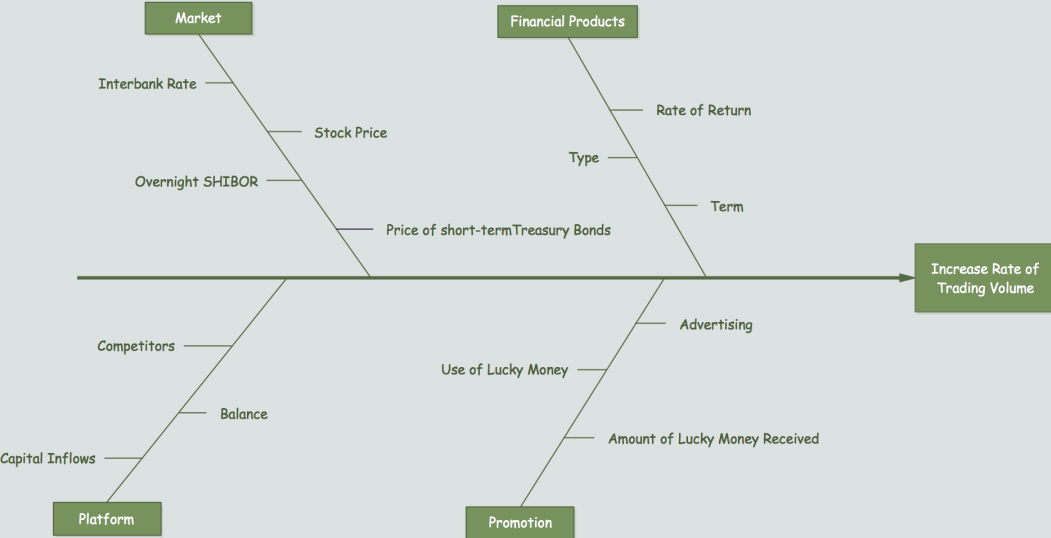 Market
Financial Products
Interbank Rate
Rate of Return
Stock Price
Type
Overnight SHIBOR
Term
Price of short-termTreasury Bonds
Increase Rate of
Trading Volume
Advertising
Competitors
Use of Lucky Money
Balance
Amount of Lucky Money Received
Capital Inflows
Platform
Promotion